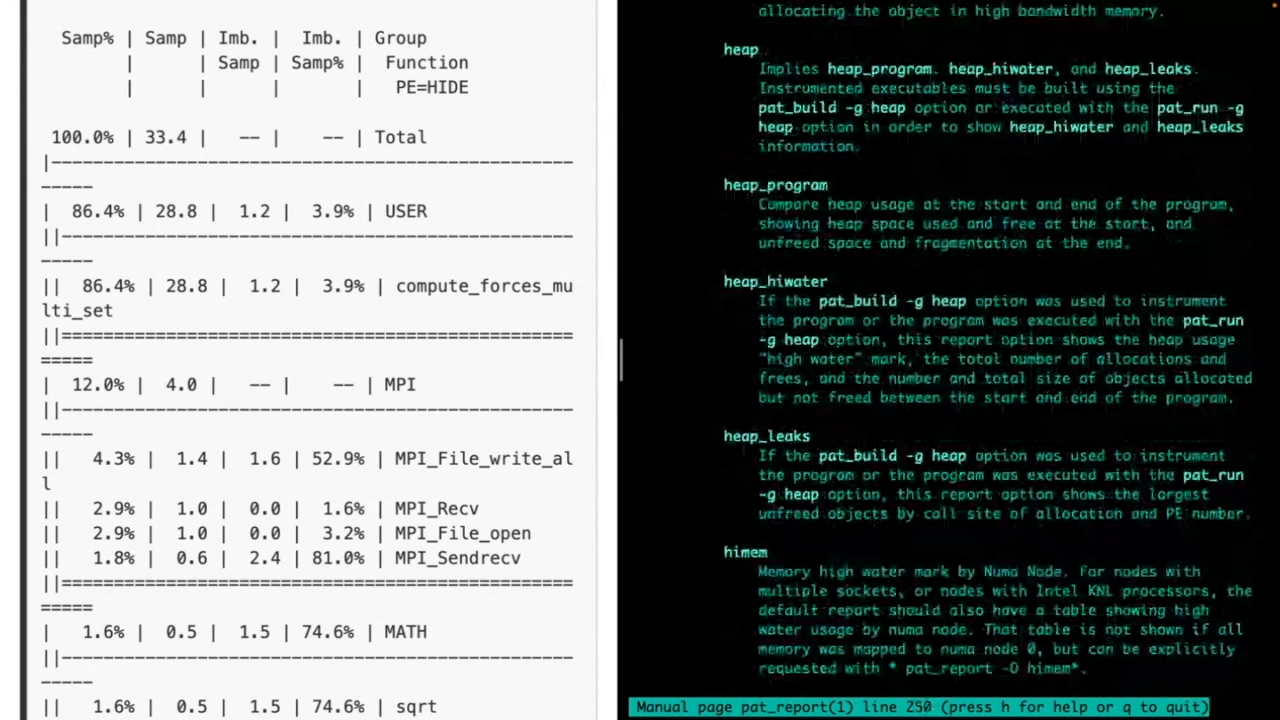 Samp% | Samp | Imb. | Imb. | Group
| | Samp | Samp% | Function
| | | | PE=HIDE
100.0% | 33.4 | -- | -- | Total
|-------------------------------------------------
-----
| 86.4% | 28.8 | 1.2 | 3.9% | USER
||------------------------------------------------
-----
|| 86.4% | 28.8 | 1.2 | 3.9% | compute_forces_mu
lti_set
||================================================
=====
| 12.0% | 4.0 | -- | -- | MPI
||------------------------------------------------
-----
|| 4.3% | 1.4 | 1.6 | 52.9% | MPI_File_write_al
l
|| 2.9% | 1.0 | 0.0 | 1.6% | MPI_Recv
|| 2.9% | 1.0 | 0.0 | 3.2% | MPI_File_open
|| 1.8% | 0.6 | 2.4 | 81.0% | MPI_Sendrecv
||================================================
=====
| 1.6% | 0.5 | 1.5 | 74.6% | MATH
||------------------------------------------------
-----
|| 1.6% | 0.5 | 1.5 | 74.6% | sqrt
allocating the object in high bandwidth memory.
heap
Implies heap_program, heap_hiwater, and heap_leaks.
Instrumented executables must be built using the
pat_build -g heap option or executed with the pat_run -g
heap option in order to show heap_hiwater and heap_leaks
information.
heap_program
Compare heap usage at the start and end of the program,
showing heap space used and free at the start, and
unfreed space and fragmentation at the end.
heap_hiwater
If the pat_build -g heap option was used to instrument
the program or the program was executed with the pat_run
-g heap option, this report option shows the heap usage
"high water" mark, the total number of allocations and
frees, and the number and total size of objects allocated
but not freed between the start and end of the program.
heap_leaks
If the pat_build -g heap option was used to instrument
the program or the program was executed with the pat_run
-g heap option, this report option shows the largest
unfreed objects by call site of allocation and PE number.
himem
Memory high water mark by Numa Node. For nodes with
multiple sockets, or nodes with Intel KNL processors, the
default report should also have a table showing high
water usage by numa node. That table is not shown if all
memory was mapped to numa node 0, but can be explicitly
requested with * pat_report -O himem*.
Manual page pat_report(1) line 250 (press h for help or q to quit)